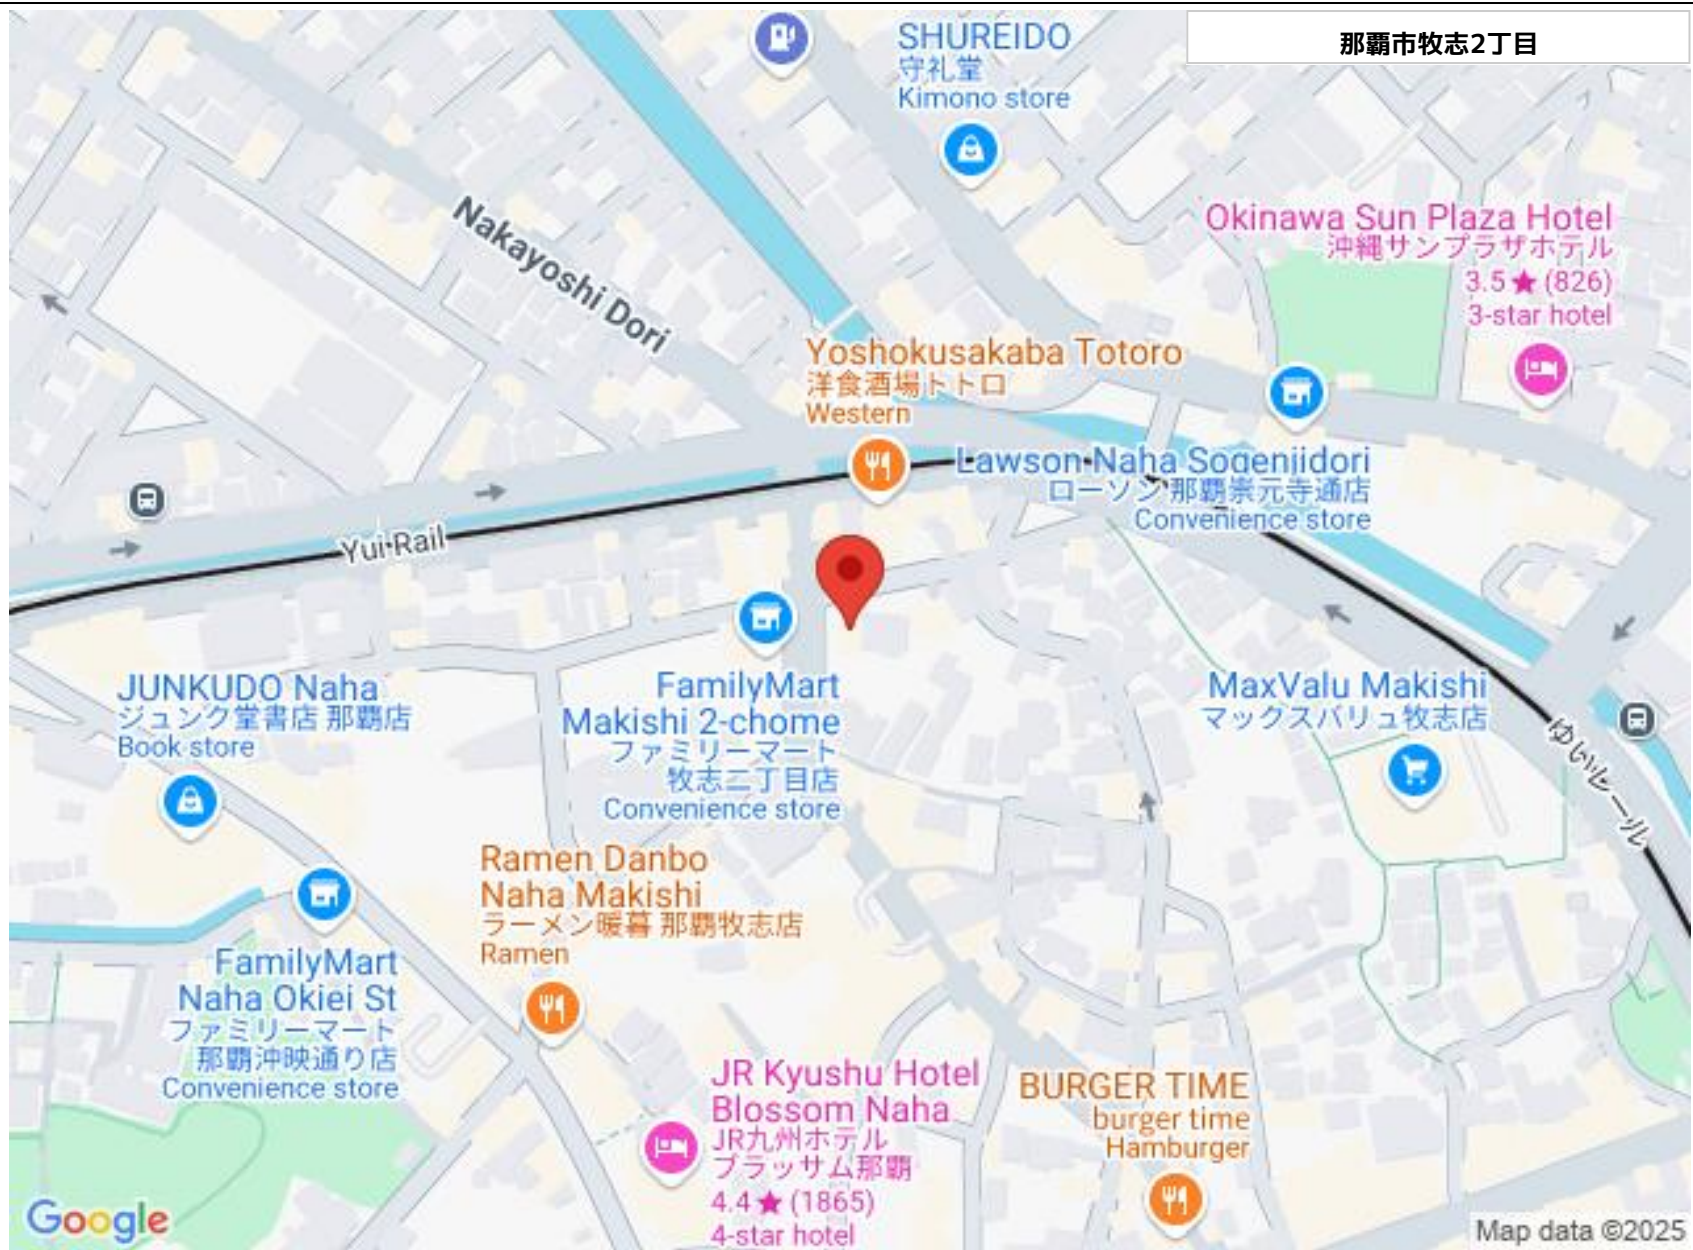 那覇市牧志2丁目
SHUREIDO
守礼堂
Kimono store
Nakayoshi Dori
Okinawa Sun Plaza Hotel
沖縄サンプラザホテル
3.5★(826)
3-star hotel
Yoshokusakaba Totoro
洋食酒場トトロ
Western
Lawson Naha Sogenjidori
ローソン 那覇崇元寺通店
Convenience store
Yui Rail
FamilyMart
Makishi 2-chome
ファミリーマート
牧志二丁目店
Convenience store
JUNKUDO Naha
ジュンク堂書店 那覇店
Book store
MaxValu Makishi
マックスバリュ牧志店
ゆいレール
Ramen Danbo
Naha Makishi
ラーメン暖暮 那覇牧志店
Ramen
FamilyMart
Naha Okiei St
ファミリーマート
那覇沖映通り店
Convenience store
JR Kyushu Hotel
Blossom Naha
JR九州ホテル
ブラッサム那覇
4.4★(1865)
4-star hotel
BURGER TIME
burger time
Hamburger
Google
Map data ©2025